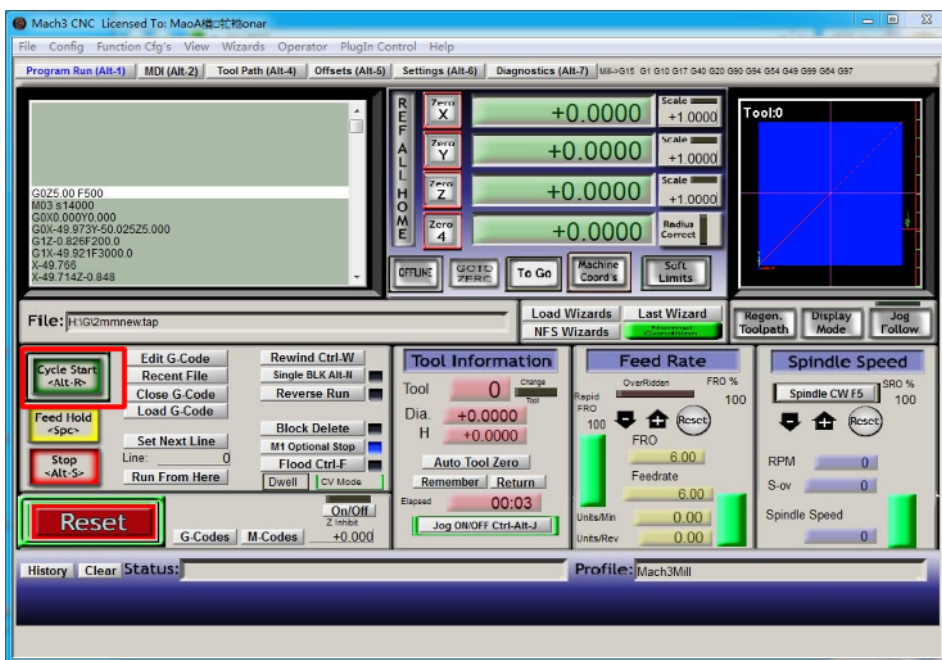 Mach3 CNC Licensed To: MaoA
File Config Function Cfg's View Wizards Operator PlugIn Control Help
Program Run (Alt-1) MDI (Alt-2) Tool Path (Alt-4) Offsets (Alt-5) Settings (Alt-6) Diagnostics (Alt-7) Mill->G15 G1 G10 G17 G40 G20 G90 G94 G54 G49 G99 G64 G97
G0Z5.00 F500
M03 s14000
G0X0.000Y0.000
G0X-49.973Y-50.025Z5.000
G1Z-0.826F200.0
G1X-49.921F3000.0
X-49.766
X-49.714Z-0.848
REF ALL HOME
Zero X +0.0000 Scale +1.0000
Zero Y +0.0000 Scale +1.0000
Zero Z +0.0000 Scale +1.0000
Zero 4 +0.0000 Radius Correct
OFFLINE GOTO ZERO To Go Machine Coord's Soft Limits
Tool:0
File: H:\G\2mmnew.tap
Load Wizards Last Wizard
NFS Wizards Normal Condition
Regen. Toolpath Display Mode Jog Follow
Cycle Start
<Alt-R>
Feed Hold
<Spc>
Stop
<Alt-S>
Edit G-Code
Recent File
Close G-Code
Load G-Code
Set Next Line
Line: 0
Run From Here
Rewind Ctrl-W
Single BLK Alt-N
Reverse Run
Block Delete
M1 Optional Stop
Flood Ctrl-F
Dwell CV Mode
Reset
G-Codes M-Codes
On/Off
Z Inhibit
+0.000
Tool Information
Tool 0 Change Tool
Dia. +0.0000
H +0.0000
Auto Tool Zero
Remember Return
Elapsed 00:03
Jog ON/OFF Ctrl-Alt-J
Feed Rate
OverRidden FRO %
Rapid FRO 100
100
Reset
FRO
6.00
Feedrate
6.00
Units/Min 0.00
Units/Rev 0.00
Spindle Speed
Spindle CW F5
SRO %
100
Reset
RPM 0
S-ov 0
Spindle Speed
0
History Clear Status:
Profile: Mach3Mill